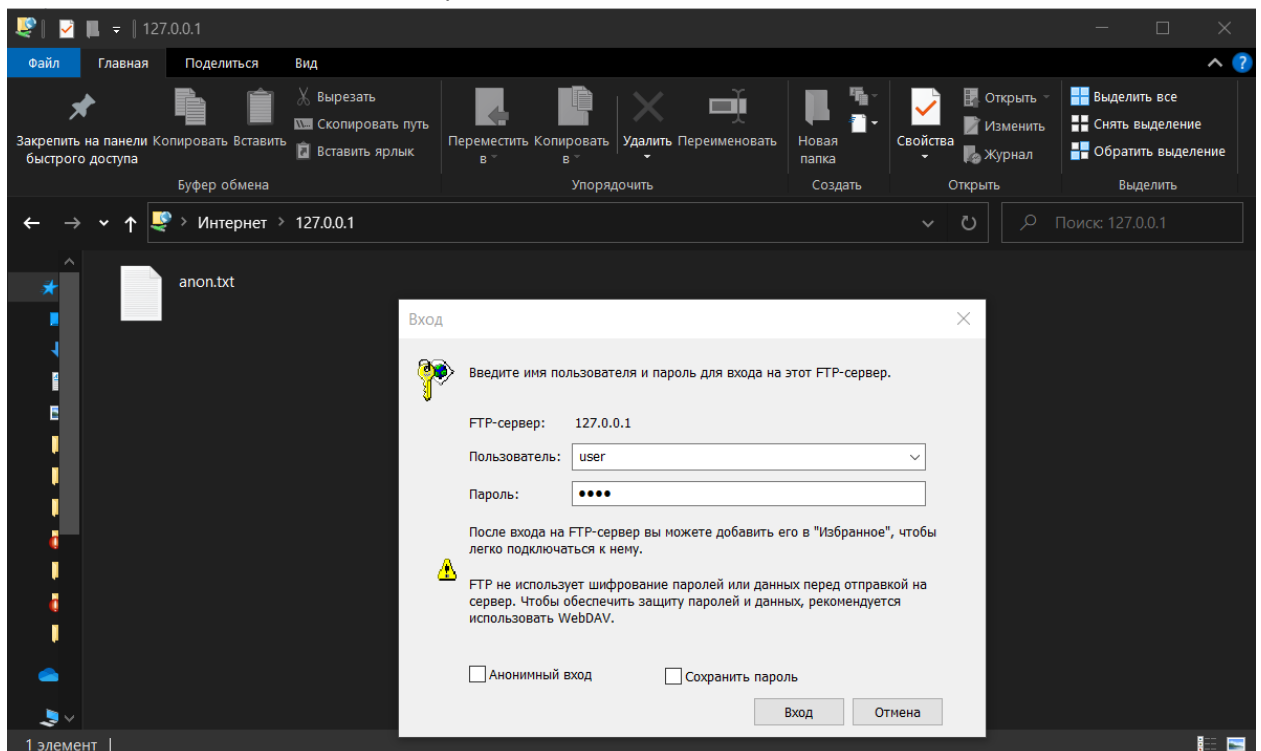 127.0.0.1
Файл Главная Поделиться Вид
Закрепить на панели быстрого доступа
Копировать
Вставить
Вырезать
Скопировать путь
Вставить ярлык
Буфер обмена
Переместить в
Копировать в
Удалить
Переименовать
Упорядочить
Новая папка
Создать
Свойства
Открыть
Изменить
Журнал
Открыть
Выделить все
Снять выделение
Обратить выделение
Выделить
Интернет > 127.0.0.1
Поиск: 127.0.0.1
anon.txt
Вход
Введите имя пользователя и пароль для входа на этот FTP-сервер.
FTP-сервер: 127.0.0.1
Пользователь: user
Пароль: ••••
После входа на FTP-сервер вы можете добавить его в "Избранное", чтобы
легко подключаться к нему.
FTP не использует шифрование паролей или данных перед отправкой на
сервер. Чтобы обеспечить защиту паролей и данных, рекомендуется
использовать WebDAV.
Анонимный вход
Сохранить пароль
Вход
Отмена
1 элемент